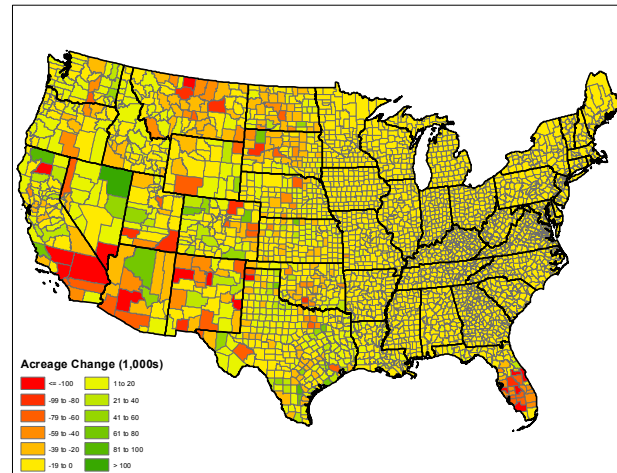 Acreage Change (1,000s)
<= -100 1 to 20
-99 to -80 21 to 40
-79 to -60 41 to 60
-59 to -40 61 to 80
-39 to -20 81 to 100
-19 to 0 > 100